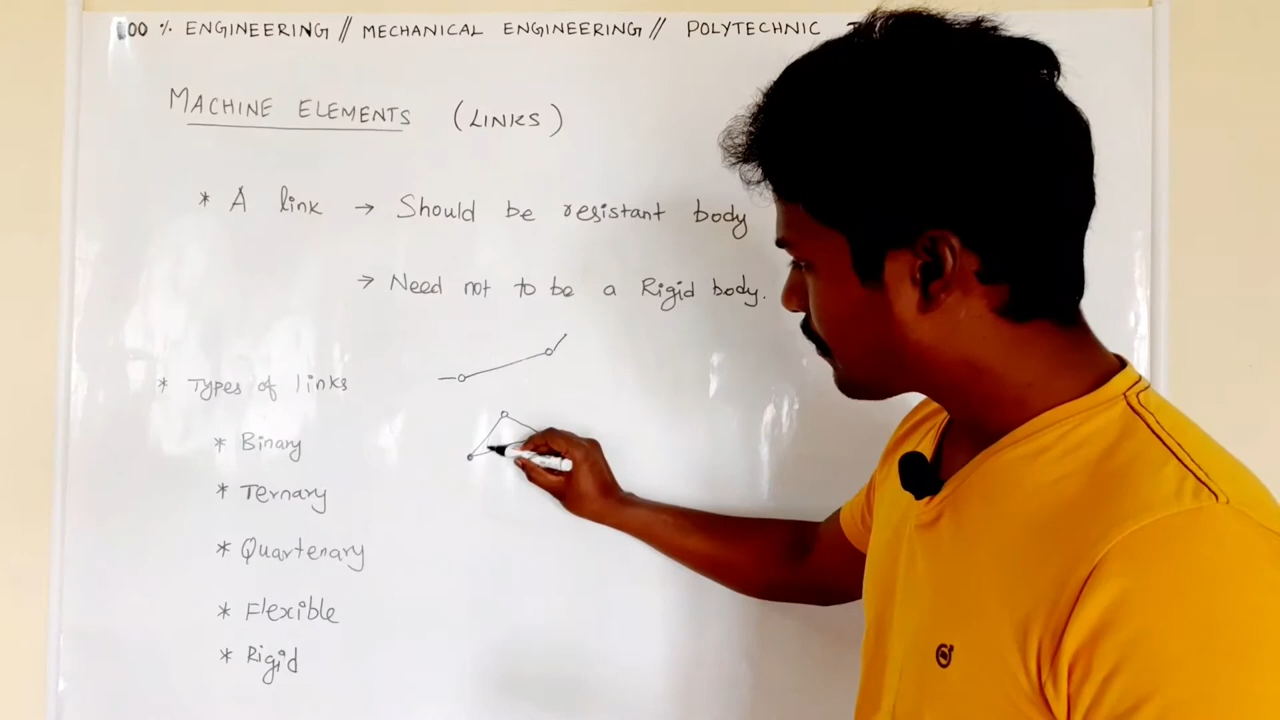 100 % ENGINEERING // MECHANICAL ENGINEERING // POLYTECHNIC
MACHINE ELEMENTS (LINKS)
* A link → Should be resistant body
→ Need not to be a Rigid body.
* Types of links
* Binary
* Ternary
* Quartenary
* Flexible
* Rigid